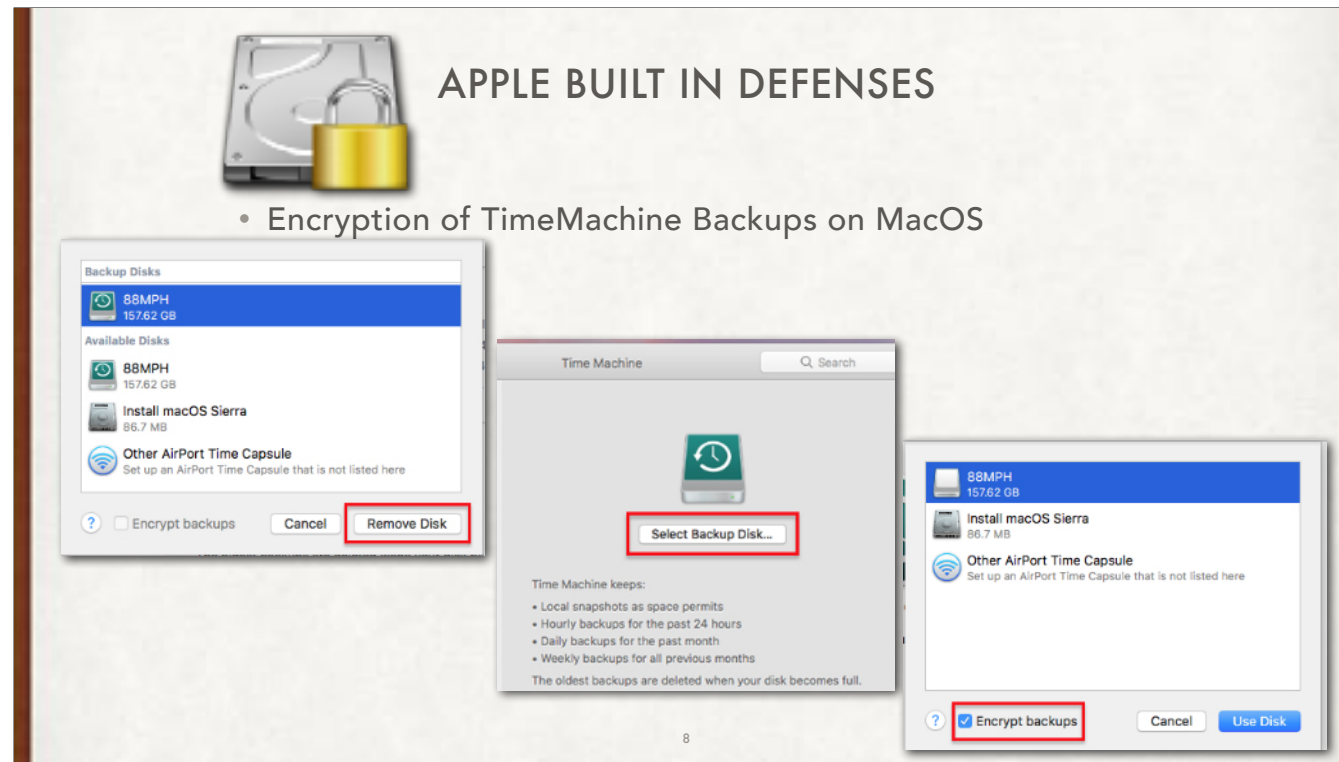 APPLE BUILT IN DEFENSES
• Encryption of TimeMachine Backups on MacOS
Backup Disks
88MPH
157.62 GB
Available Disks
88MPH
157.62 GB
Install macOS Sierra
86.7 MB
Other AirPort Time Capsule
Set up an AirPort Time Capsule that is not listed here
? Encrypt backups Cancel Remove Disk
Time Machine Search
Select Backup Disk...
Time Machine keeps:
• Local snapshots as space permits
• Hourly backups for the past 24 hours
• Daily backups for the past month
• Weekly backups for all previous months
The oldest backups are deleted when your disk becomes full.
88MPH
157.62 GB
Install macOS Sierra
86.7 MB
Other AirPort Time Capsule
Set up an AirPort Time Capsule that is not listed here
? Encrypt backups Cancel Use Disk
8